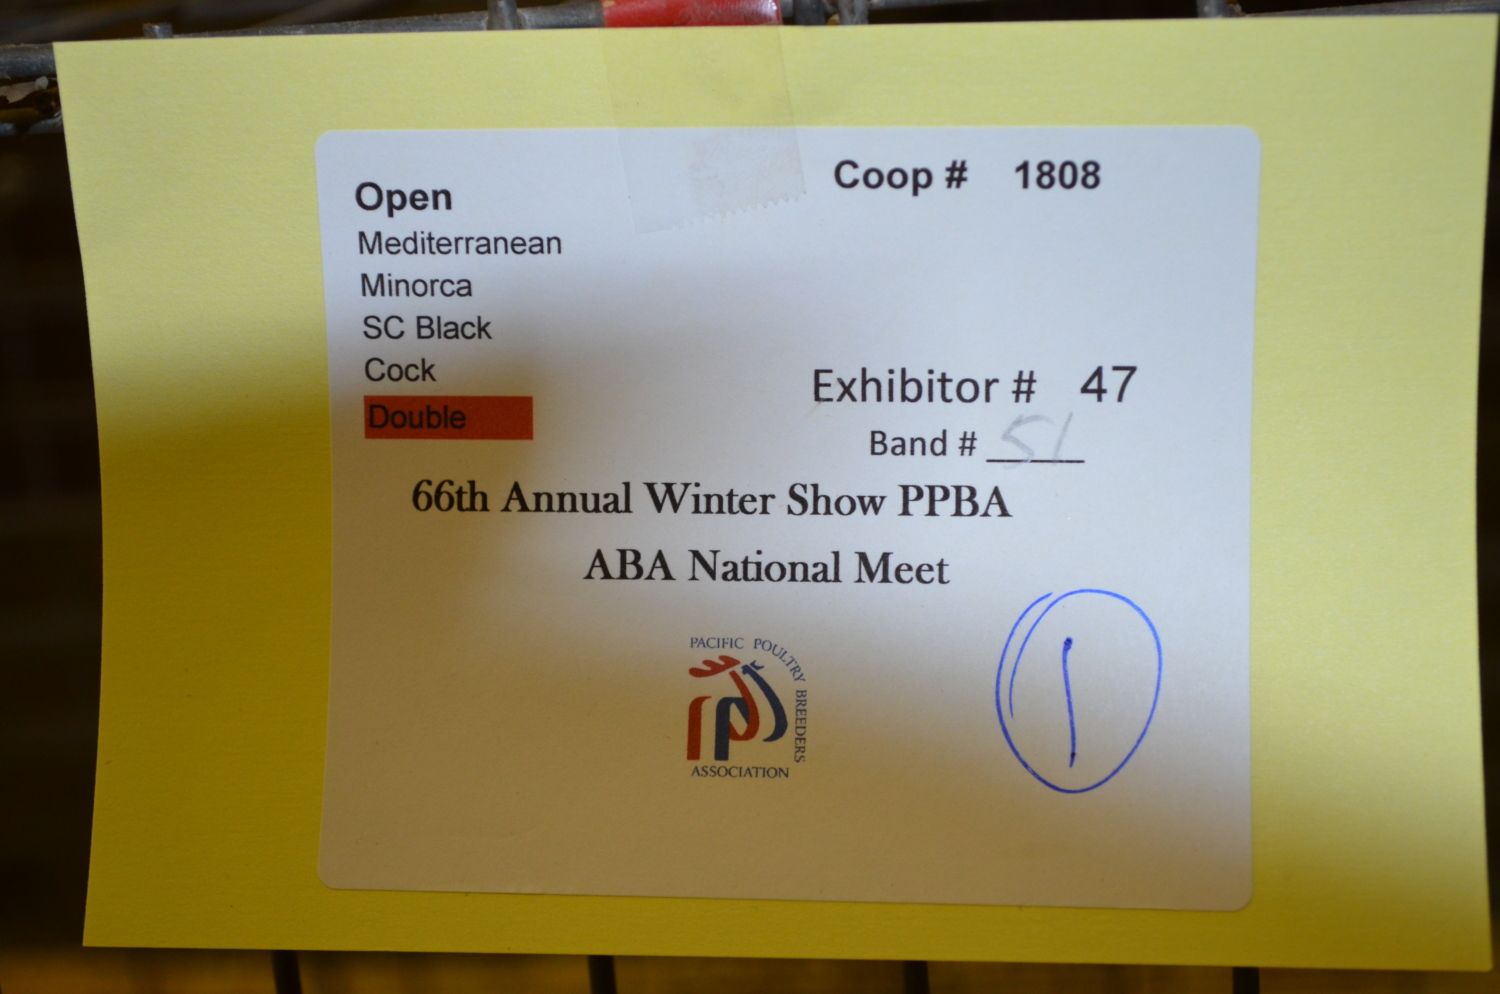 Open
Mediterranean
Minorca
SC Black
Cock
Double
Coop # 1808
Exhibitor # 47
Band # 51
66th Annual Winter Show PPBA
ABA National Meet
PACIFIC POULTRY BREEDERS
ASSOCIATION
1